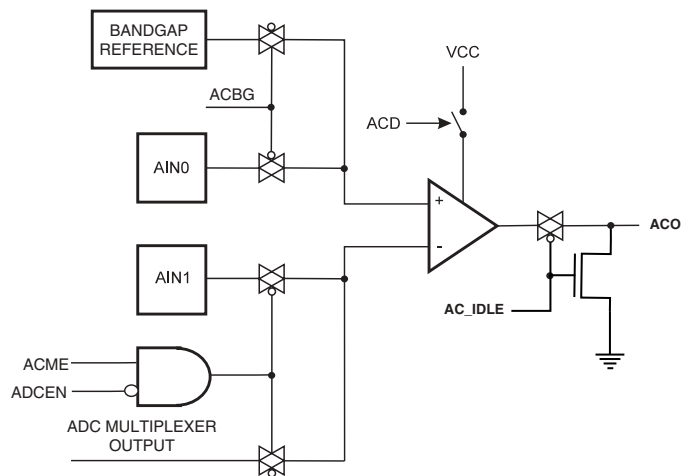 BANDGAP
REFERENCE
VCC
ACBG
ACD
AIN0
+
-
ACO
AIN1
AC_IDLE
ACME
ADCEN
ADC MULTIPLEXER
OUTPUT